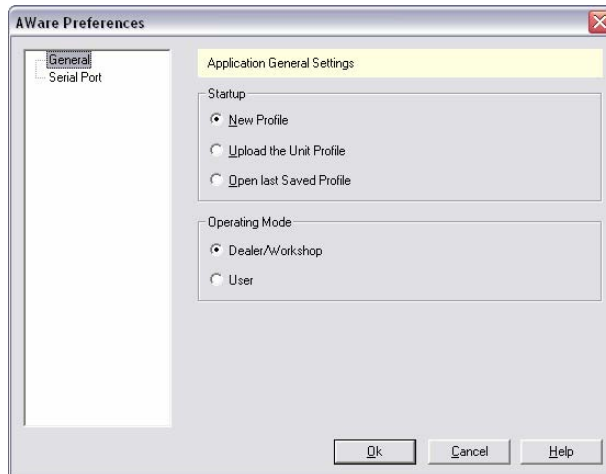 AWare Preferences
General
Serial Port
Application General Settings
Startup
New Profile
Upload the Unit Profile
Open last Saved Profile
Operating Mode
Dealer/Workshop
User
Ok
Cancel
Help